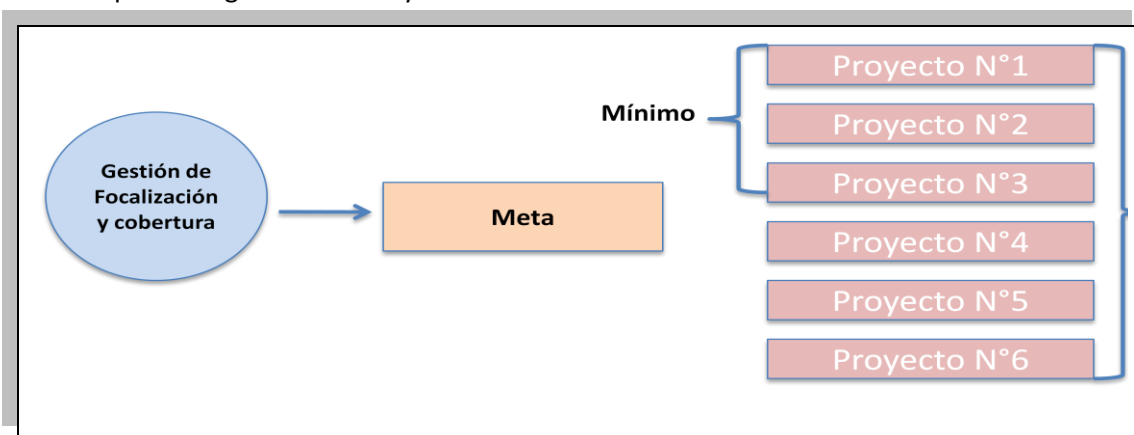 Gestión de
Focalización
y cobertura
Meta
Mínimo
Proyecto N°1
Proyecto N°2
Proyecto N°3
Proyecto N°4
Proyecto N°5
Proyecto N°6